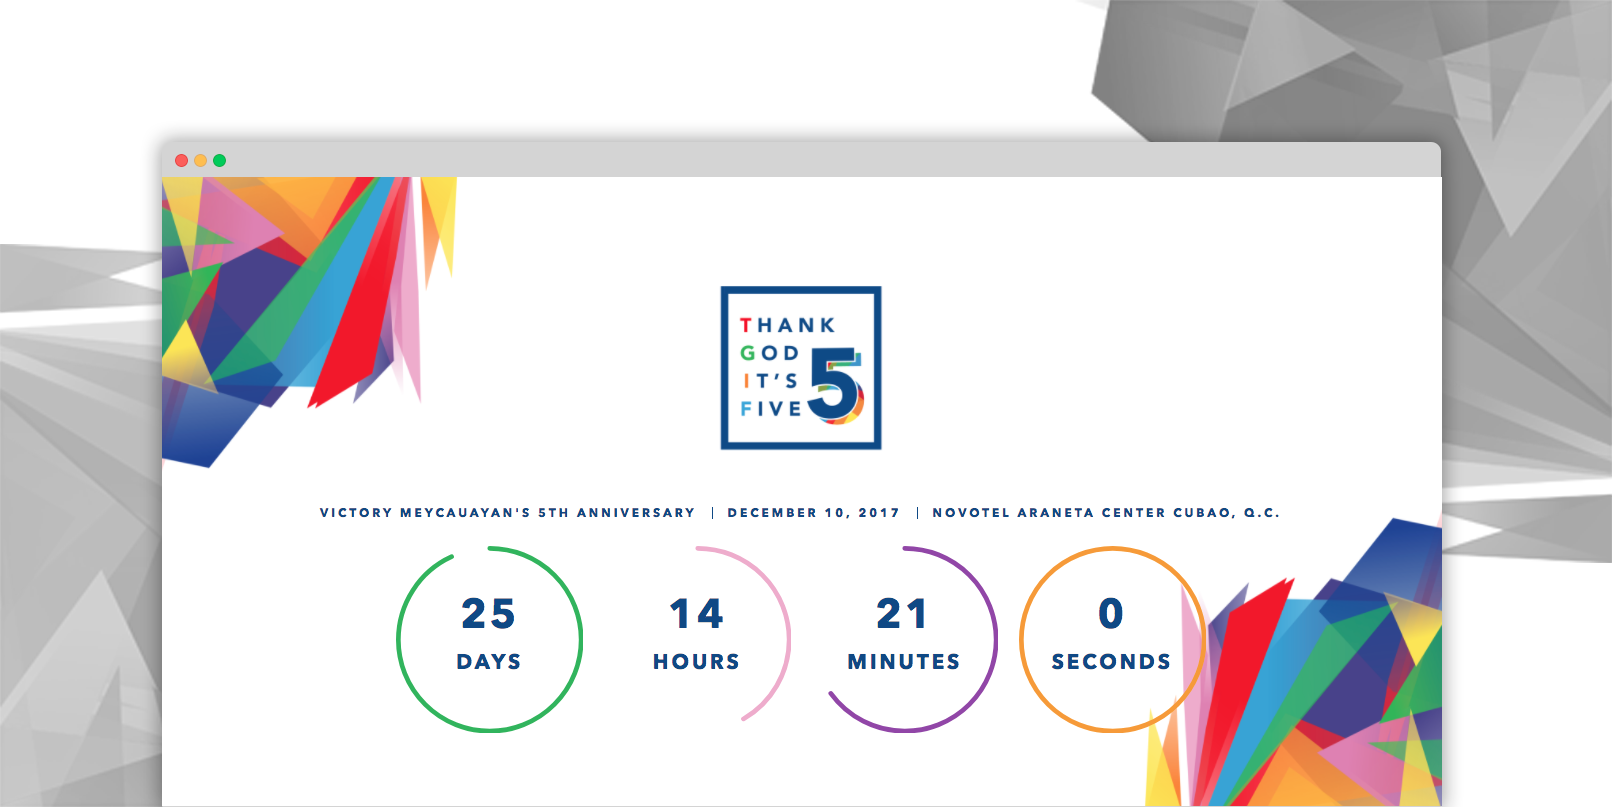 THANK
GOD
IT'S
FIVE 5
VICTORY MEYCAUAYAN'S 5TH ANNIVERSARY | DECEMBER 10, 2017 | NOVOTEL ARANETA CENTER CUBAO, Q.C.
25 14 21 0
DAYS HOURS MINUTES SECONDS